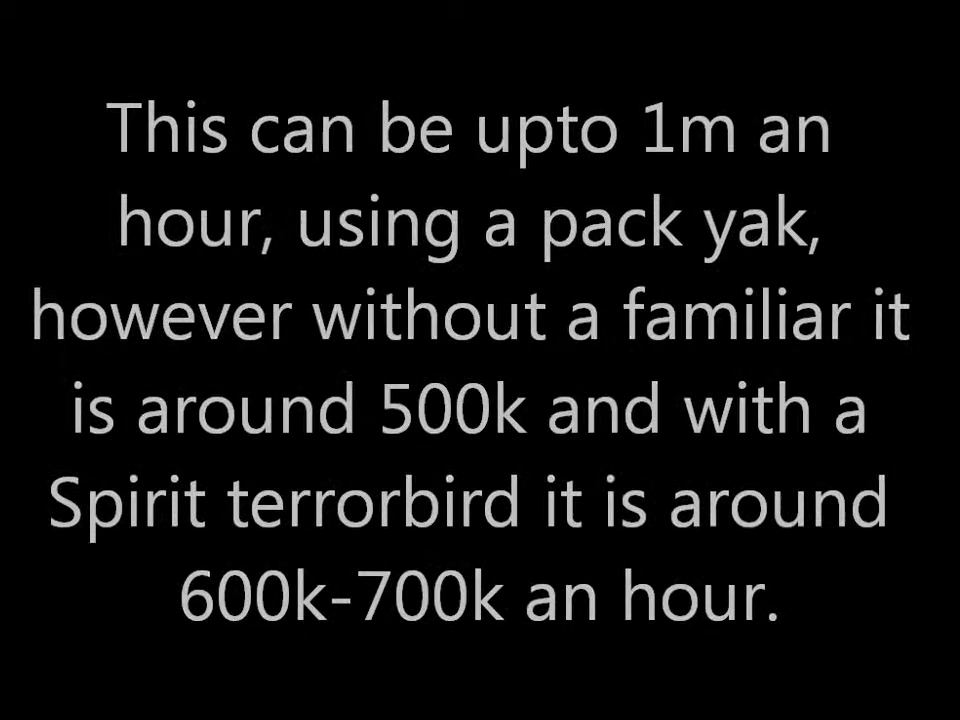 This can be upto 1m an
hour, using a pack yak,
however without a familiar it
is around 500k and with a
Spirit terrorbird it is around
600k-700k an hour.